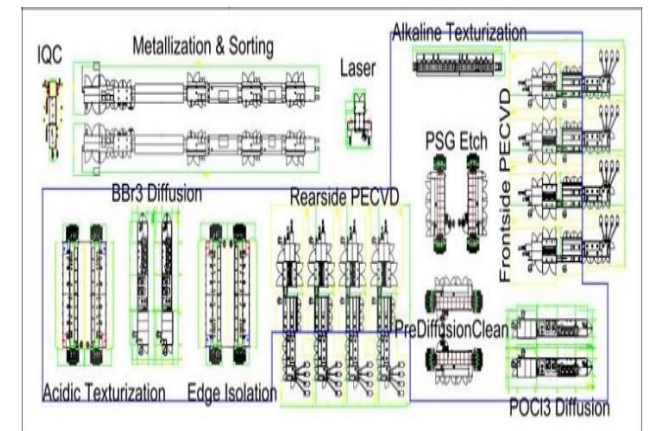 Alkaline Texturization
IQC
Metallization & Sorting
Laser
PSG Etch
Frontside PECVD
BBr3 Diffusion
Rearside PECVD
PreDiffusionClean
Acidic Texturization
Edge Isolation
POCl3 Diffusion